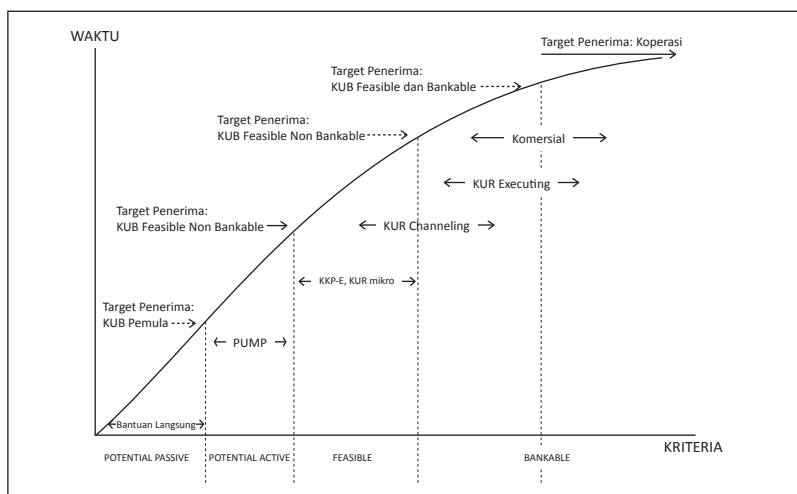 WAKTU
Target Penerima: Koperasi
Target Penerima:
KUB Feasible dan Bankable
Target Penerima:
KUB Feasible Non Bankable
Komersial
KUR Executing
Target Penerima:
KUB Feasible Non Bankable
KUR Channeling
KKP-E, KUR mikro
Target Penerima:
KUB Pemula
PUMP
Bantuan Langsung
KRITERIA
POTENTIAL PASSIVE
POTENTIAL ACTIVE
FEASIBLE
BANKABLE